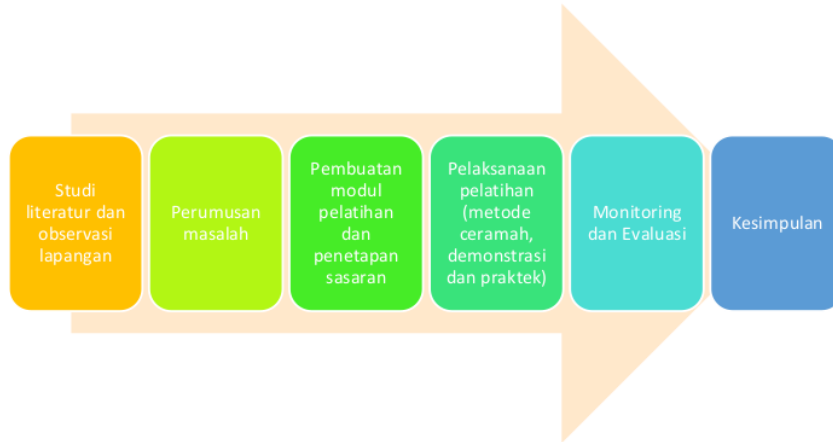 Studi
literatur dan
observasi
lapangan
Perumusan
masalah
Pembuatan
modul
pelatihan
dan
penetapan
sasaran
Pelaksanaan
pelatihan
(metode
ceramah,
demonstrasi
dan praktek)
Monitoring
dan Evaluasi
Kesimpulan